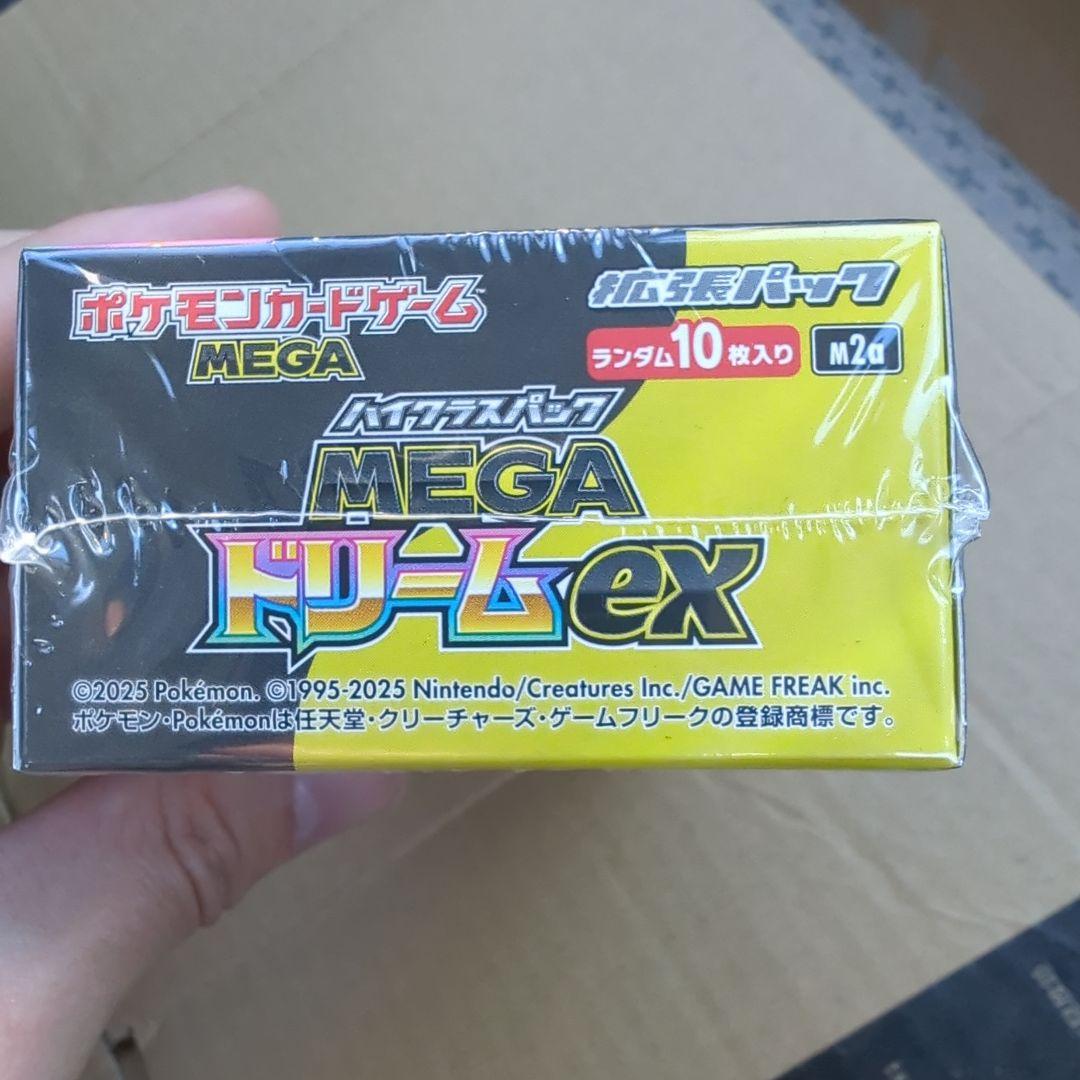 ポケモンカードゲーム
MEGA
拡張パック
ランダム10枚入り
M2a
ハイクラスパック
MEGA
ドリームex
©2025 Pokémon. ©1995-2025 Nintendo/Creatures Inc./GAME FREAK inc.
ポケモン・Pokémonは任天堂・クリーチャーズ・ゲームフリークの登録商標です。